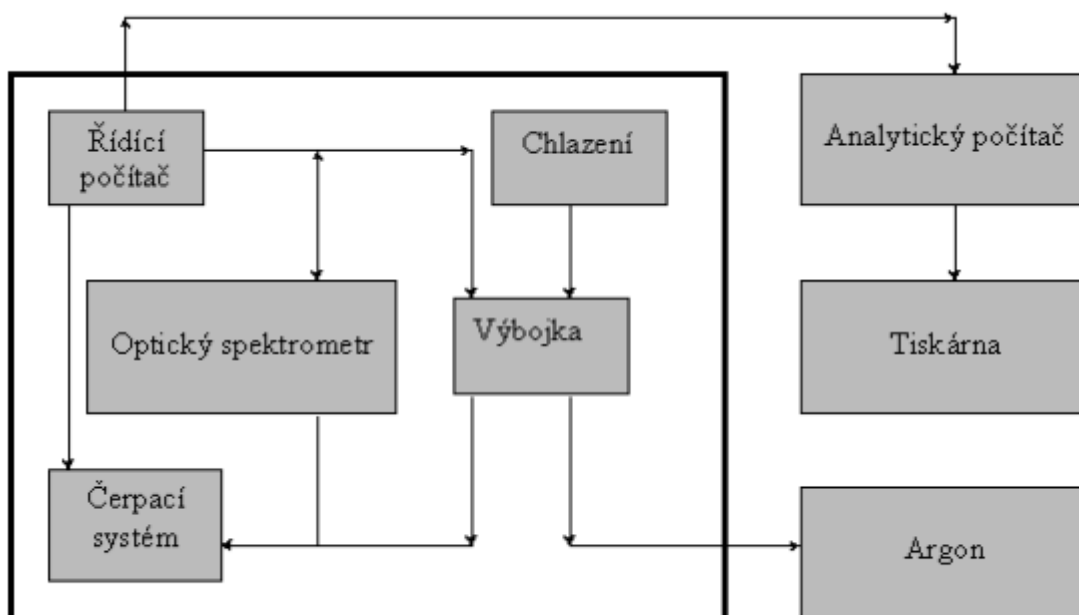 Řídící
počítač
Chlazení
Analytický počítač
Optický spektrometr
Výbojka
Tiskárna
Čerpací
systém
Argon